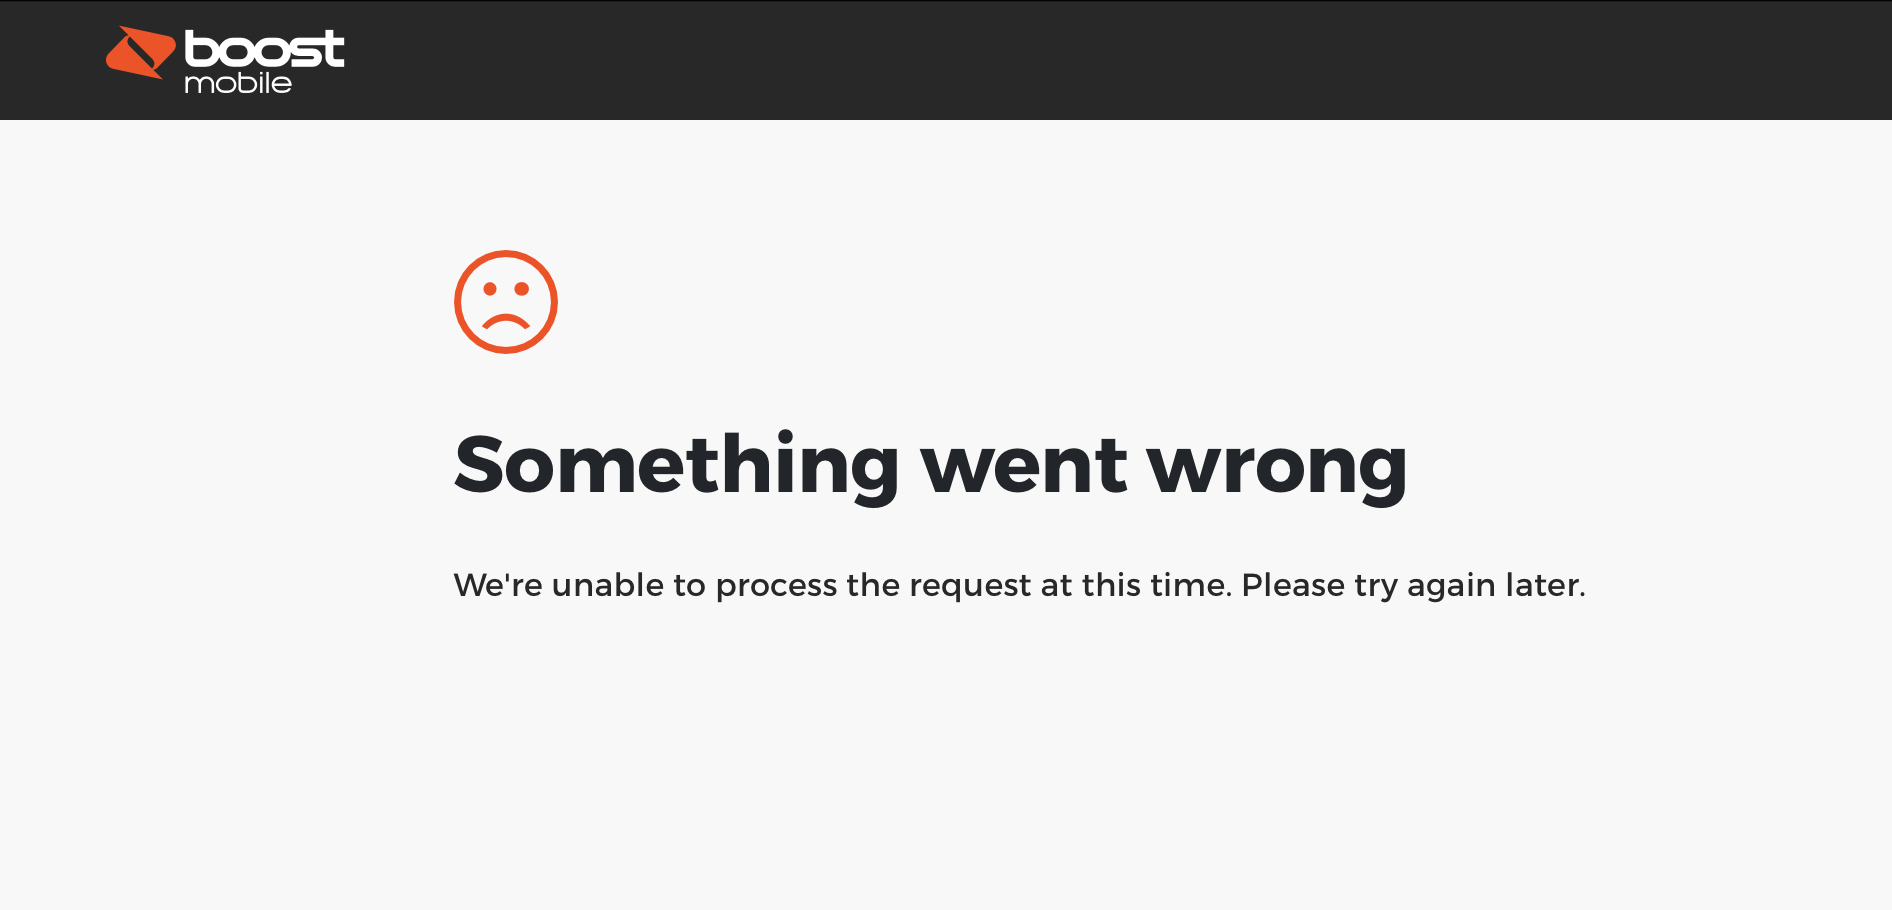 boost
mobile
Something went wrong
We're unable to process the request at this time. Please try again later.